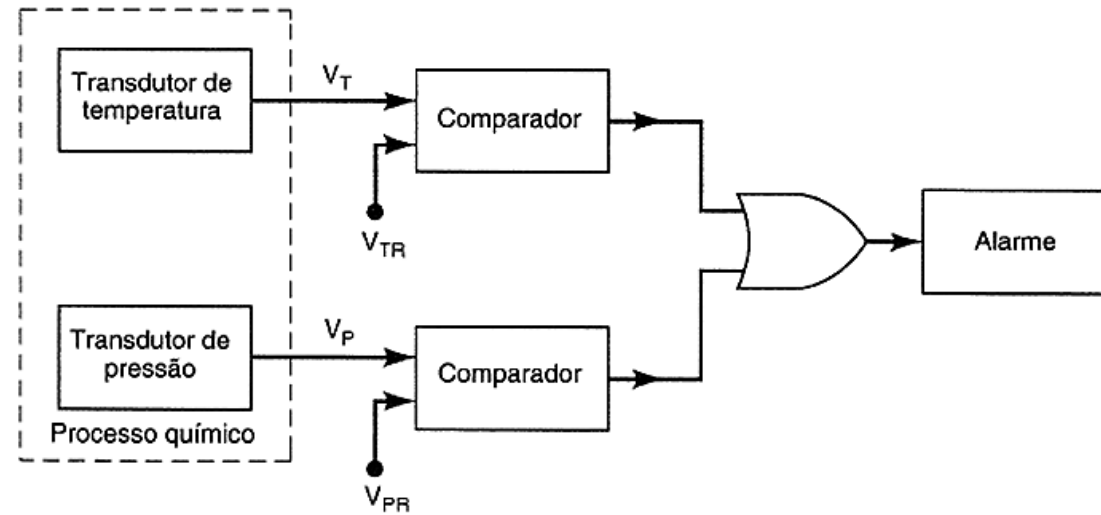 Transdutor de
temperatura
V_T
Comparador
V_TR
Alarme
Transdutor de
pressão
V_P
Comparador
Processo químico
V_PR